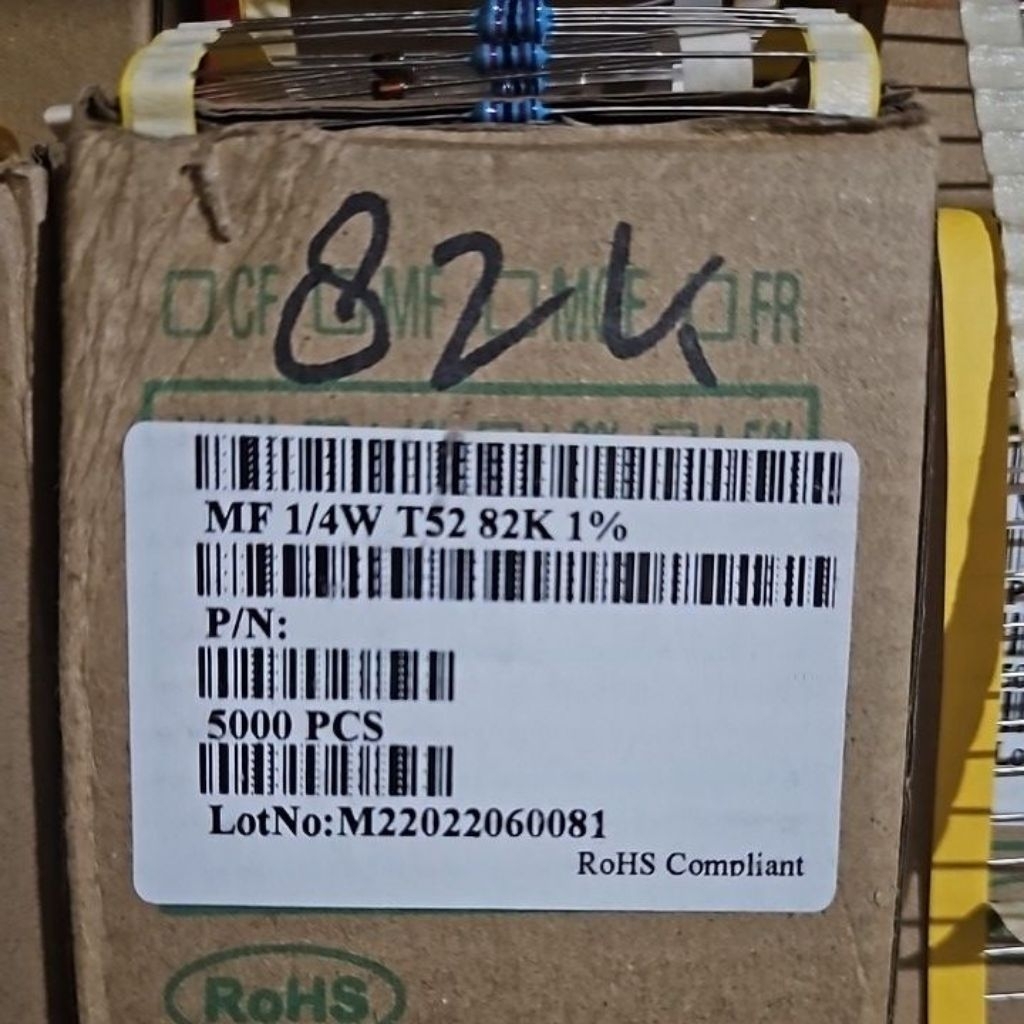 82K
CF MF MOF FR
MF 1/4W T52 82K 1%
P/N:
5000 PCS
LotNo:M22022060081
RoHS Compliant
RoHS